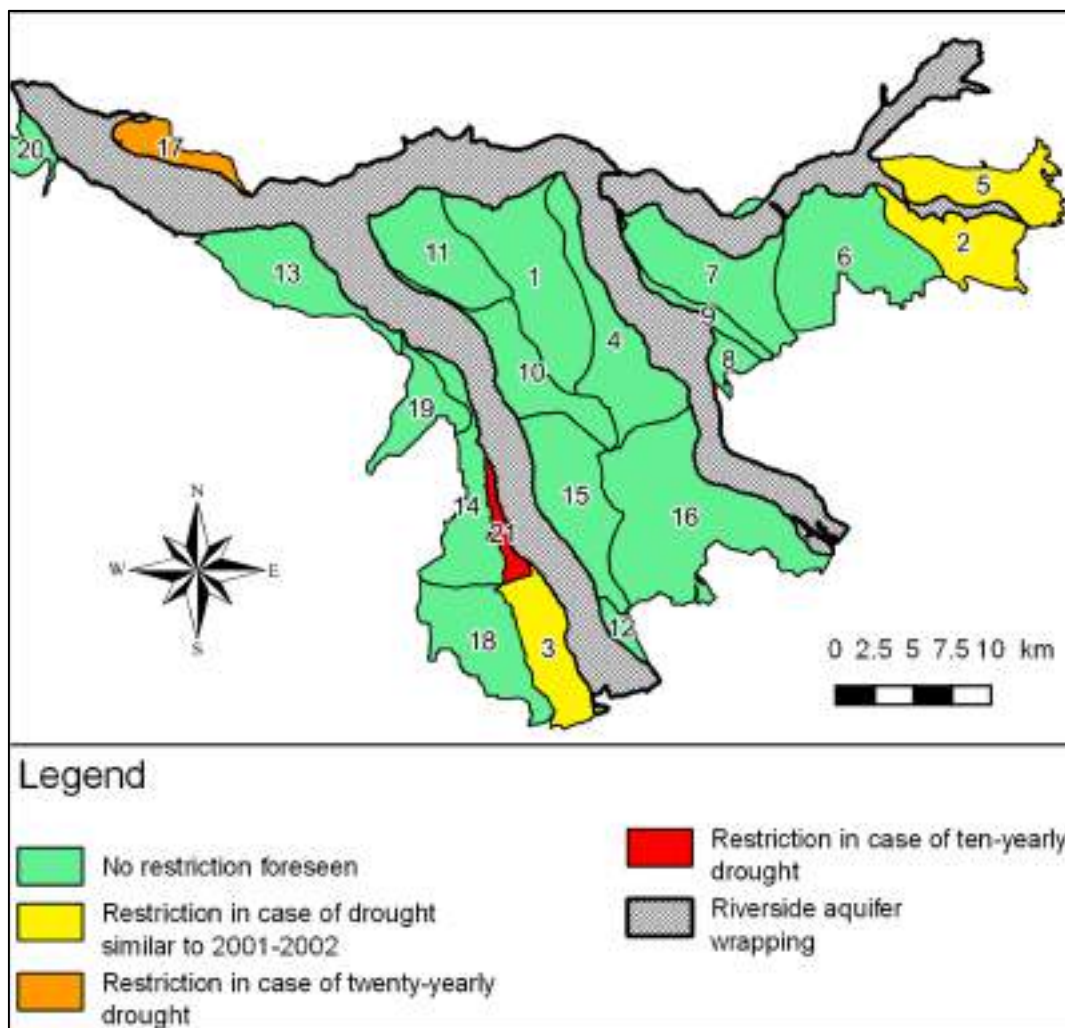 17
20
5
2
11
13
1
7
6
9
4
8
10
19
15
14
16
21
N
W E
S
12
18
3
0 2.5 5 7.5 10 km
Legend
No restriction foreseen
Restriction in case of drought
similar to 2001-2002
Restriction in case of twenty-yearly
drought
Restriction in case of ten-yearly
drought
Riverside aquifer
wrapping